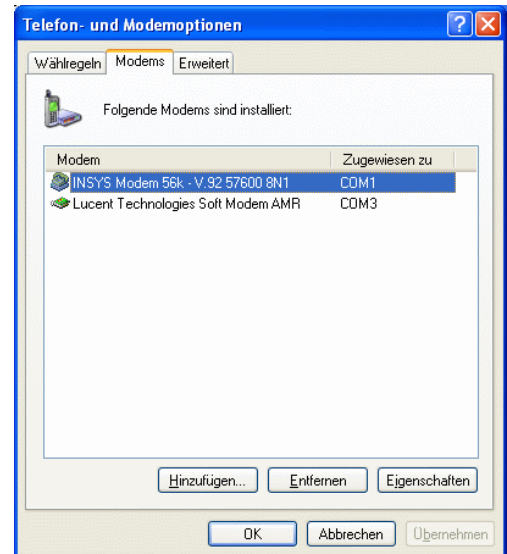 Telefon- und Modemoptionen
Wählregeln Modems Erweitert
Folgende Modems sind installiert:
Modem Zugewiesen zu
INSYS Modem 56k - V.92 57600 8N1 COM1
Lucent Technologies Soft Modem AMR COM3
Hinzufügen... Entfernen Eigenschaften
OK Abbrechen Übernehmen